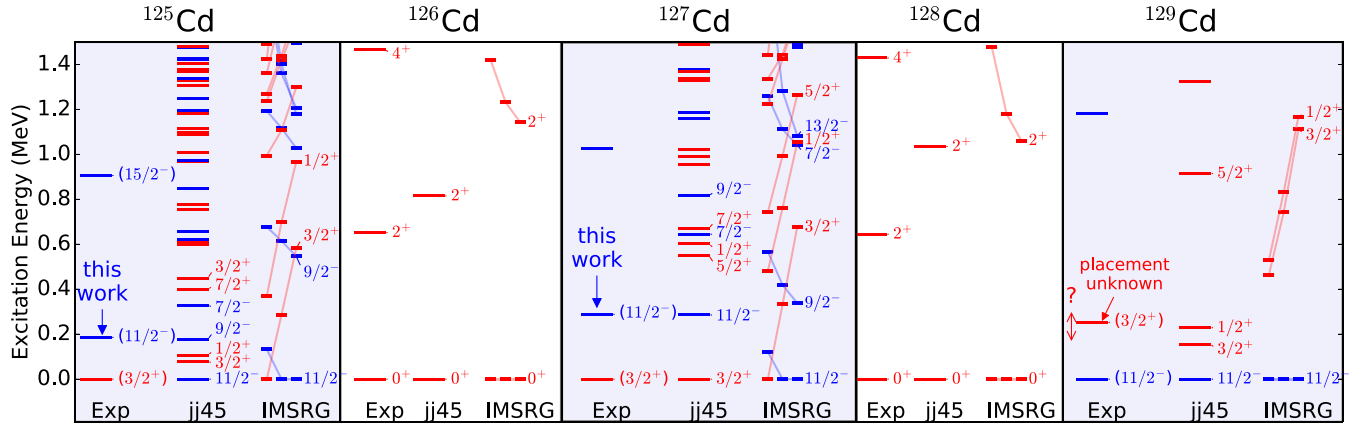 ¹²⁵Cd
¹²⁶Cd
¹²⁷Cd
¹²⁸Cd
¹²⁹Cd
Excitation Energy (MeV)
1.4
1.2
1.0
0.8
0.6
0.4
0.2
0.0
(15/2⁻)
this
work
(11/2⁻)
(3/2⁺)
3/2⁺
7/2⁺
7/2⁻
9/2⁻
1/2⁺
3/2⁺
11/2⁻
1/2⁺
3/2⁺
9/2⁻
11/2⁻
Exp
jj45
IMSRG
4⁺
2⁺
0⁺
2⁺
0⁺
2⁺
0⁺
Exp
jj45
IMSRG
this
work
(11/2⁻)
(3/2⁺)
9/2⁻
7/2⁺
7/2⁻
1/2⁺
5/2⁺
11/2⁻
3/2⁺
5/2⁺
13/2⁻
1/2⁺
7/2⁻
3/2⁺
9/2⁻
11/2⁻
Exp
jj45
IMSRG
4⁺
2⁺
0⁺
2⁺
0⁺
2⁺
0⁺
Exp
jj45
IMSRG
placement
unknown
?
(3/2⁺)
(11/2⁻)
5/2⁺
1/2⁺
3/2⁺
11/2⁻
1/2⁺
3/2⁺
11/2⁻
Exp
jj45
IMSRG